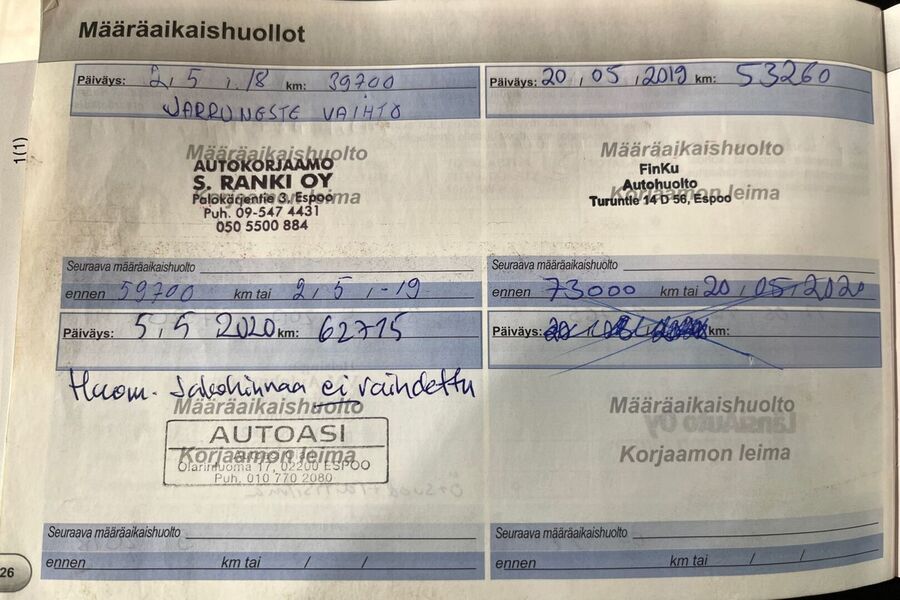 Määräaikaishuollot
1(1)
Päiväys: 2, 5 , 18 km: 39700
JARRUNESTE VAIHTO
Määräaikaishuolto
AUTOKORJAAMO
S. RANKI OY
Korjaamon leima
Palokärjentie 3, Espoo
Puh. 09-547 4431
050 5500 884
Seuraava määräaikaishuolto
ennen 59700 km tai 2, 5, -19
Päiväys: 20, 05, 2019 km: 53260
Määräaikaishuolto
FinKu
Autohuolto
Korjaamon leima
Turuntie 14 D 56, Espoo
Seuraava määräaikaishuolto
ennen 73000 km tai 20, 05, 2020
Päiväys: 5, 5 2020 km: 62715
Huom. Jakohinnaa ei vaihdettu
Määräaikaishuolto
AUTOASI
Korjaamon leima
Olarinluoma 17, 02200 ESPOO
Puh. 010 770 2080
Seuraava määräaikaishuolto
ennen km tai / /
Päiväys: km:
Määräaikaishuolto
Korjaamon leima
Seuraava määräaikaishuolto
ennen km tai / /
26